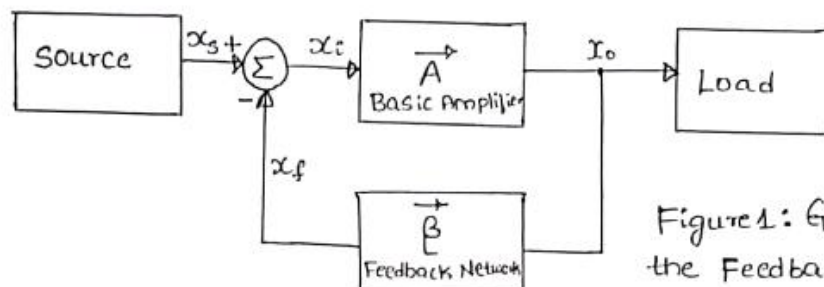 Source
xs +
Σ
-
xi
A
Basic Amplifier
xo
Load
xf
β
Feedback Network
Figure1:
the Feedba